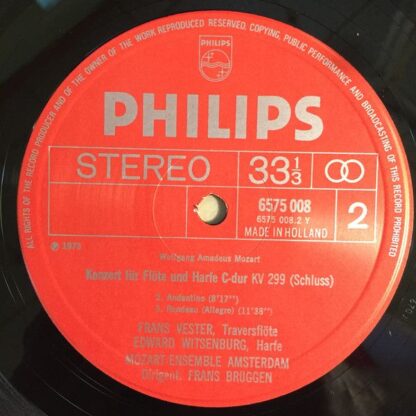 ALL RIGHTS OF THE RECORD PRODUCER AND OF THE OWNER OF THE WORK REPRODUCED RESERVED, COPYING, PUBLIC PERFORMANCE AND BROADCASTING OF THIS RECORD PROHIBITED
PHILIPS
PHILIPS
STEREO 33 1/3
6575 008
6575 008.2 Y
MADE IN HOLLAND
2
℗ 1973
Wolfgang Amadeus Mozart
Konzert für Flöte und Harfe C-dur KV 299 (Schluss)
2. Andantino (8'17'')
3. Rondeau (Allegro) (11'38'')
FRANS VESTER, Traversflöte
EDWARD WITSENBURG, Harfe
MOZART-ENSEMBLE AMSTERDAM
Dirigent: FRANS BRÜGGEN